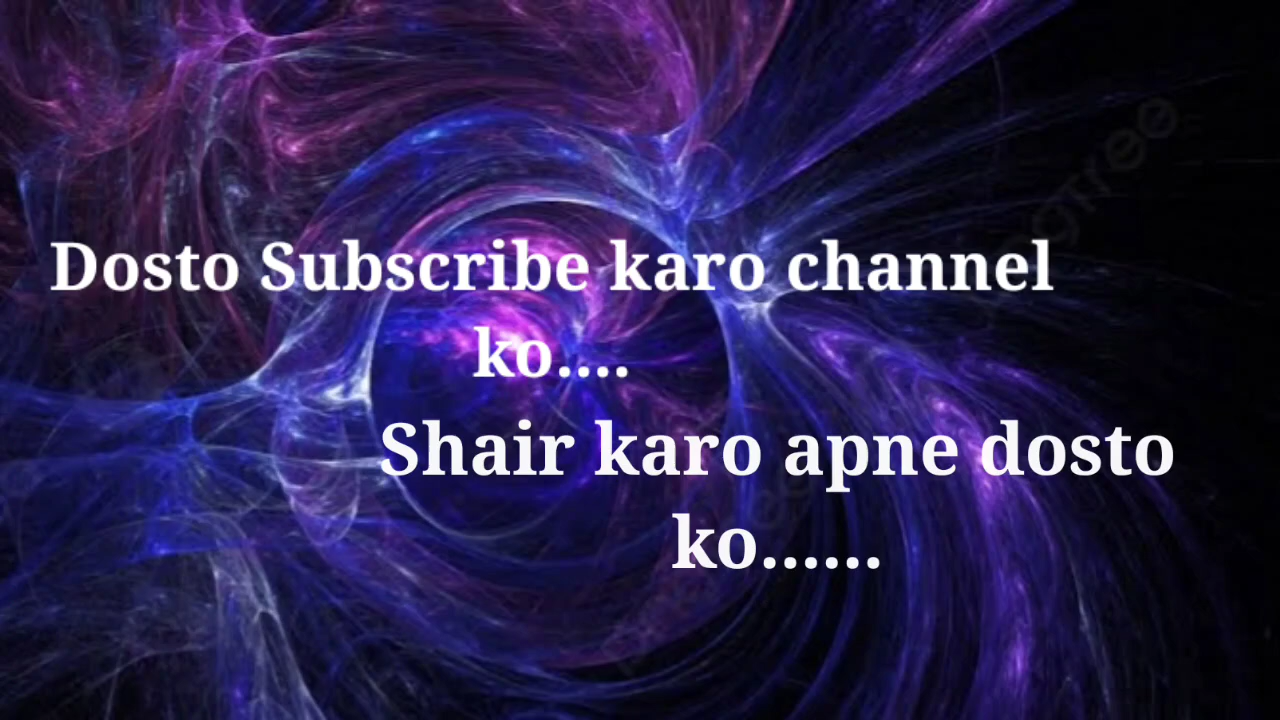 Dosto Subscribe karo channel
ko....
Shair karo apne dosto
ko......